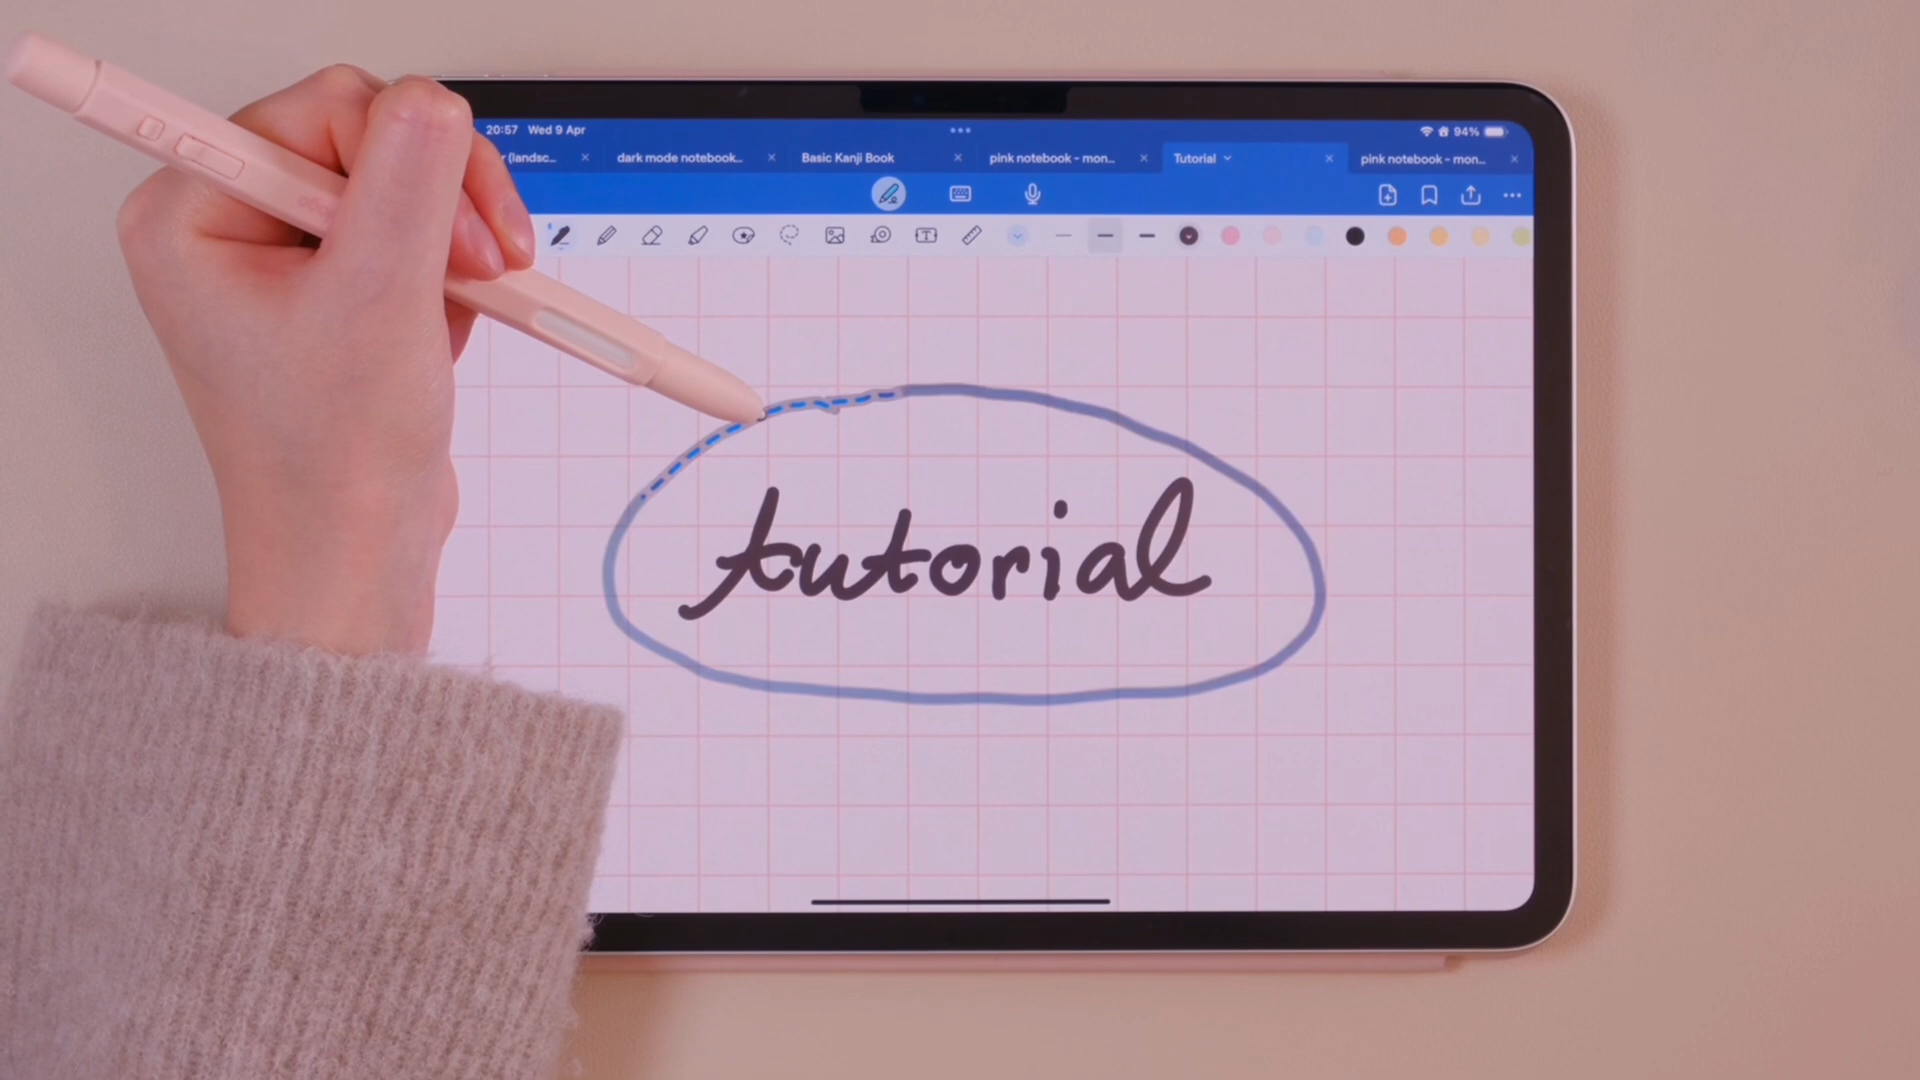 20:57 Wed 9 Apr
94%
r (landsc...
dark mode notebook...
Basic Kanji Book
pink notebook - mon...
Tutorial
pink notebook - mon...
tutorial